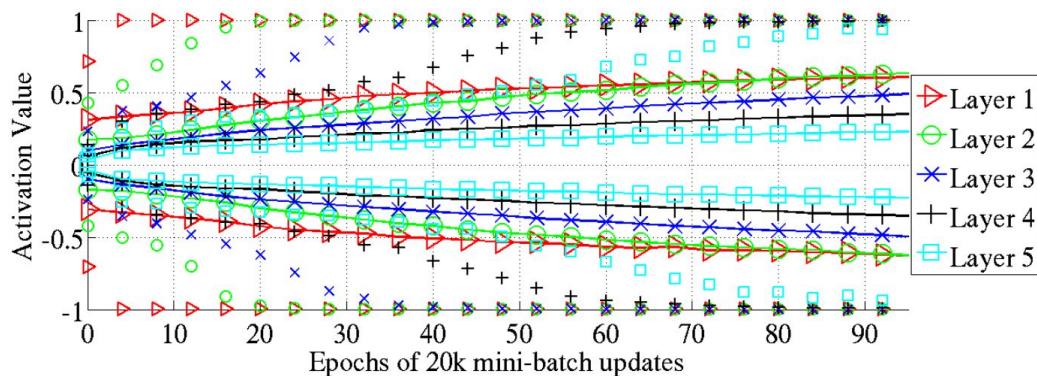 1
0.5
0
-0.5
-1
Activation Value
0 10 20 30 40 50 60 70 80 90
Epochs of 20k mini-batch updates
Layer 1
Layer 2
Layer 3
Layer 4
Layer 5